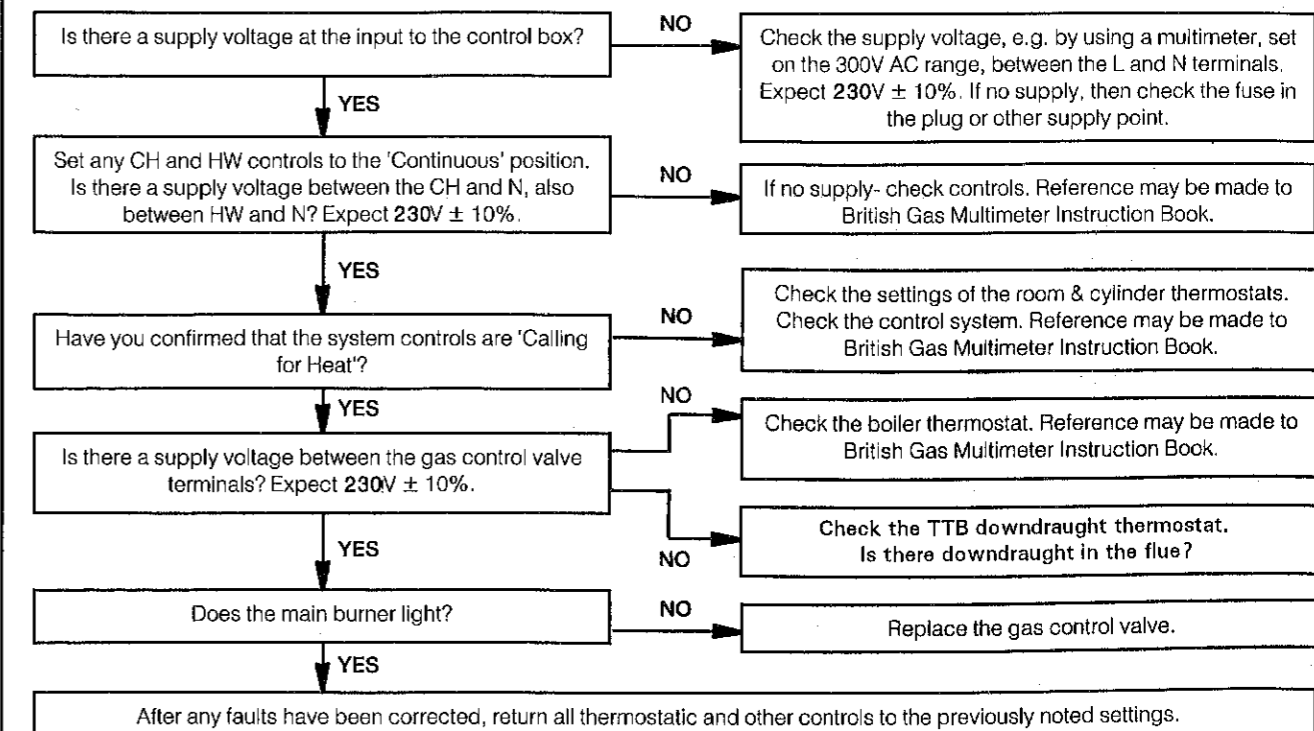 Is there a supply voltage at the input to the control box?
NO
Check the supply voltage, e.g. by using a multimeter, set
on the 300V AC range, between the L and N terminals.
Expect 230V ± 10%. If no supply, then check the fuse in
the plug or other supply point.
YES
Set any CH and HW controls to the 'Continuous' position.
Is there a supply voltage between the CH and N, also
between HW and N? Expect 230V ± 10%.
NO
If no supply- check controls. Reference may be made to
British Gas Multimeter Instruction Book.
YES
Have you confirmed that the system controls are 'Calling
for Heat'?
NO
Check the settings of the room & cylinder thermostats.
Check the control system. Reference may be made to
British Gas Multimeter Instruction Book.
YES
Is there a supply voltage between the gas control valve
terminals? Expect 230V ± 10%.
NO
Check the boiler thermostat. Reference may be made to
British Gas Multimeter Instruction Book.
NO
Check the TTB downdraught thermostat.
Is there downdraught in the flue?
YES
Does the main burner light?
NO
Replace the gas control valve.
YES
After any faults have been corrected, return all thermostatic and other controls to the previously noted settings.